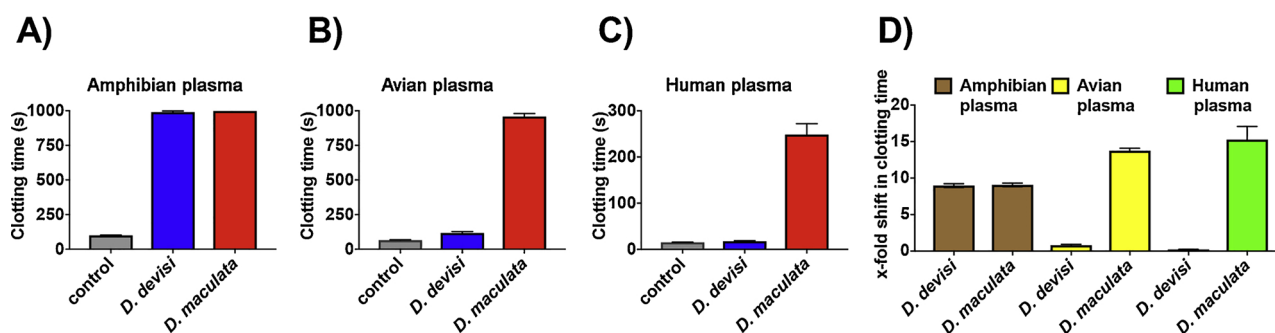 A)
B)
C)
D)
Amphibian plasma
Avian plasma
Human plasma
Clotting time (s)
1000
750
500
250
0
control
D. devisi
D. maculata
Clotting time (s)
1000
750
500
250
0
control
D. devisi
D. maculata
Clotting time (s)
300
200
100
0
control
D. devisi
D. maculata
Amphibian
plasma
Avian
plasma
Human
plasma
x-fold shift in clotting time
20
15
10
5
0
D. devisi
D. maculata
D. devisi
D. maculata
D. devisi
D. maculata